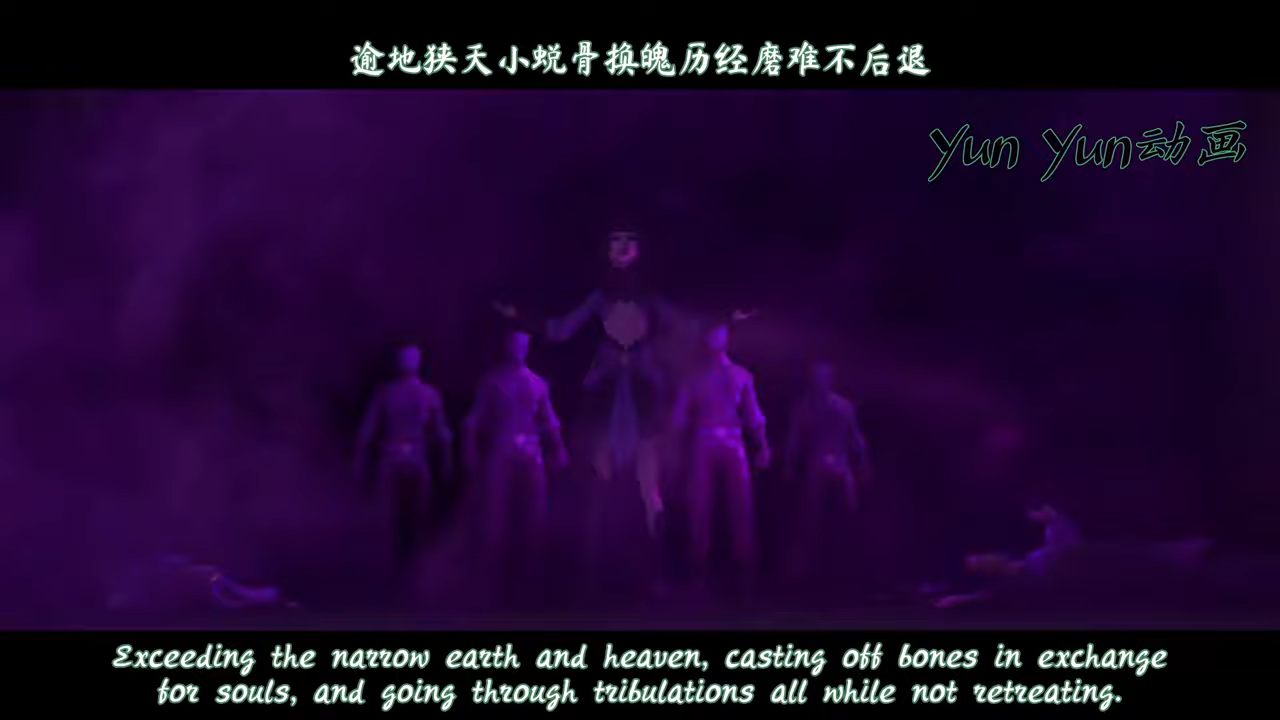 逾地狭天小蜕骨换魄历经磨难不后退
Yun Yun动画
Exceeding the narrow earth and heaven, casting off bones in exchange
for souls, and going through tribulations all while not retreating.